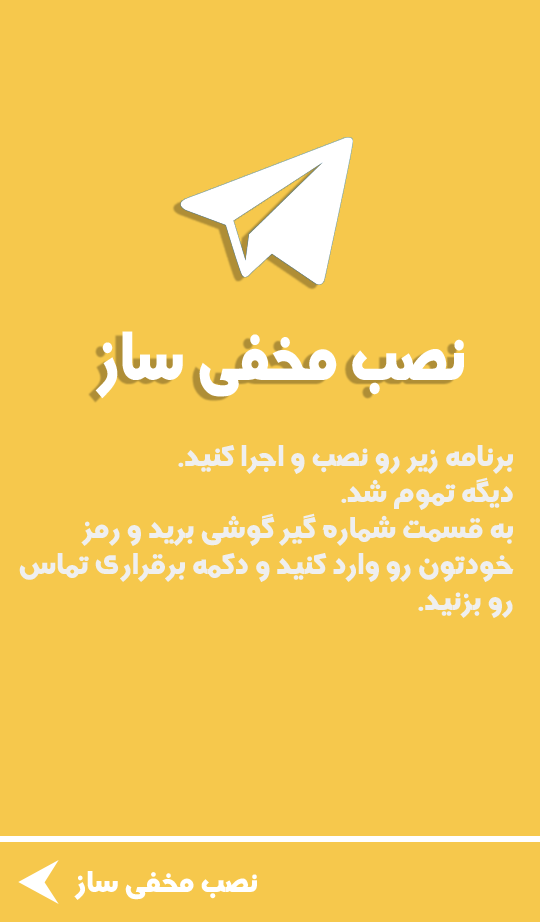 نصب مخفی ساز
برنامه زیر رو نصب و اجرا کنید.
دیگه تموم شد.
به قسمت شماره گیر گوشی برید و رمز
خودتون رو وارد کنید و دکمه برقراری تماس
رو بزنید.
نصب مخفی ساز